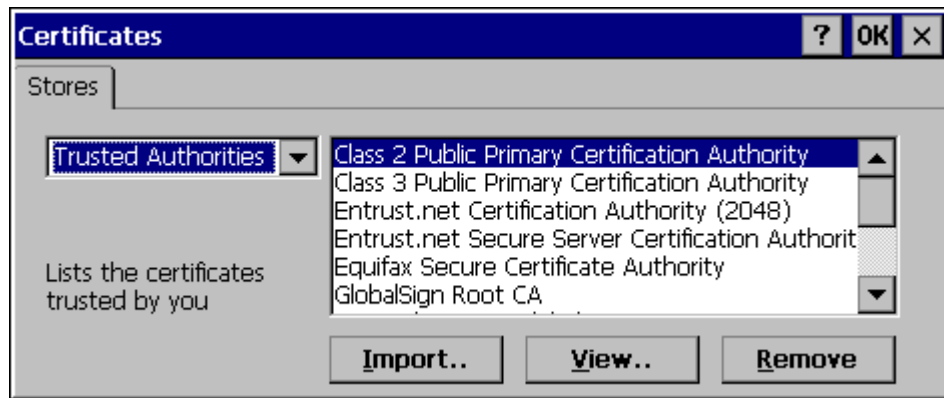 Certificates ? OK ×
Stores
Trusted Authorities
Class 2 Public Primary Certification Authority
Class 3 Public Primary Certification Authority
Entrust.net Certification Authority (2048)
Entrust.net Secure Server Certification Authorit
Equifax Secure Certificate Authority
GlobalSign Root CA
Lists the certificates
trusted by you
Import..
View..
Remove